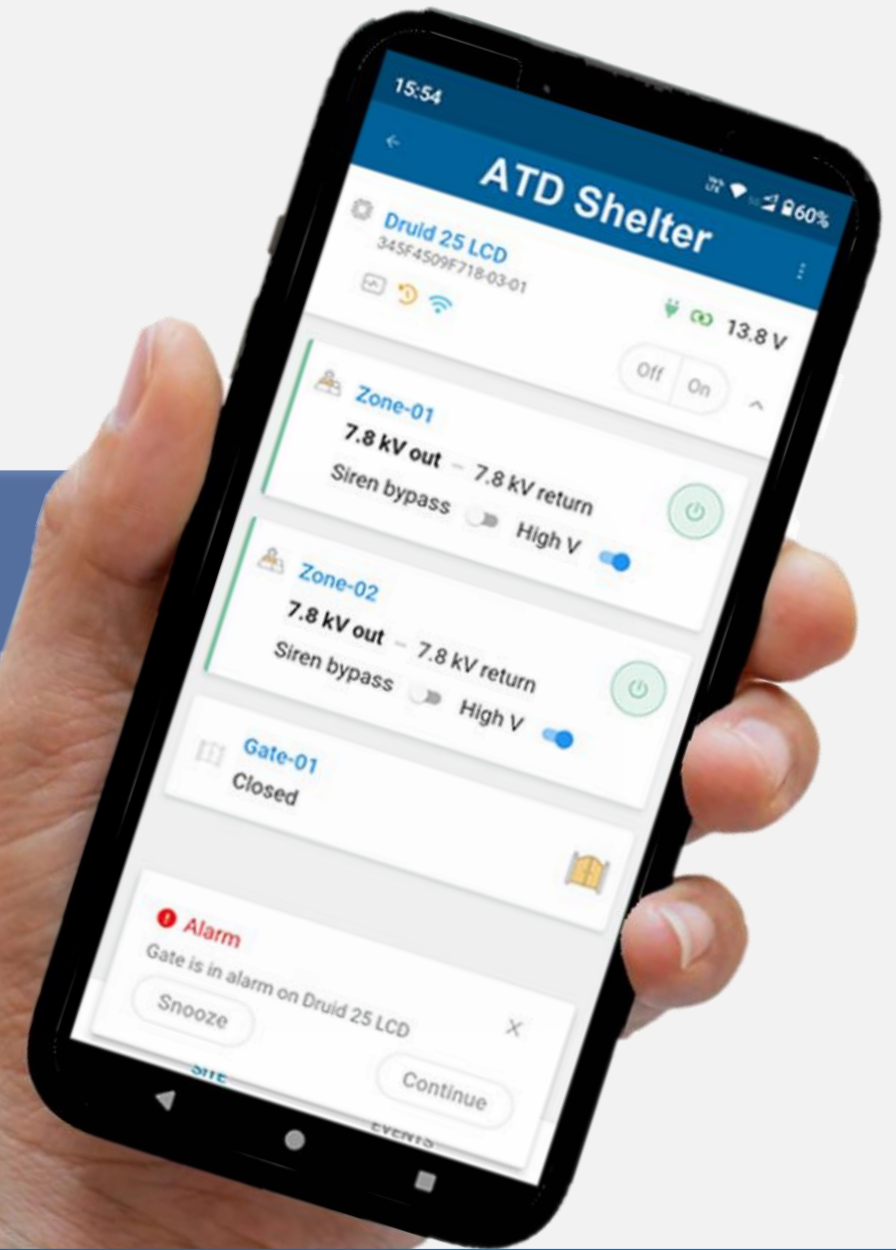 15:54
60%
ATD Shelter
Druid 25 LCD
345F4509F718-03-01
13.8 V
Off On
Zone-01
7.8 kV out – 7.8 kV return
Siren bypass High V
Zone-02
7.8 kV out – 7.8 kV return
Siren bypass High V
Gate-01
Closed
Alarm
Gate is in alarm on Druid 25 LCD
Snooze
Continue
SITE
EVENTS